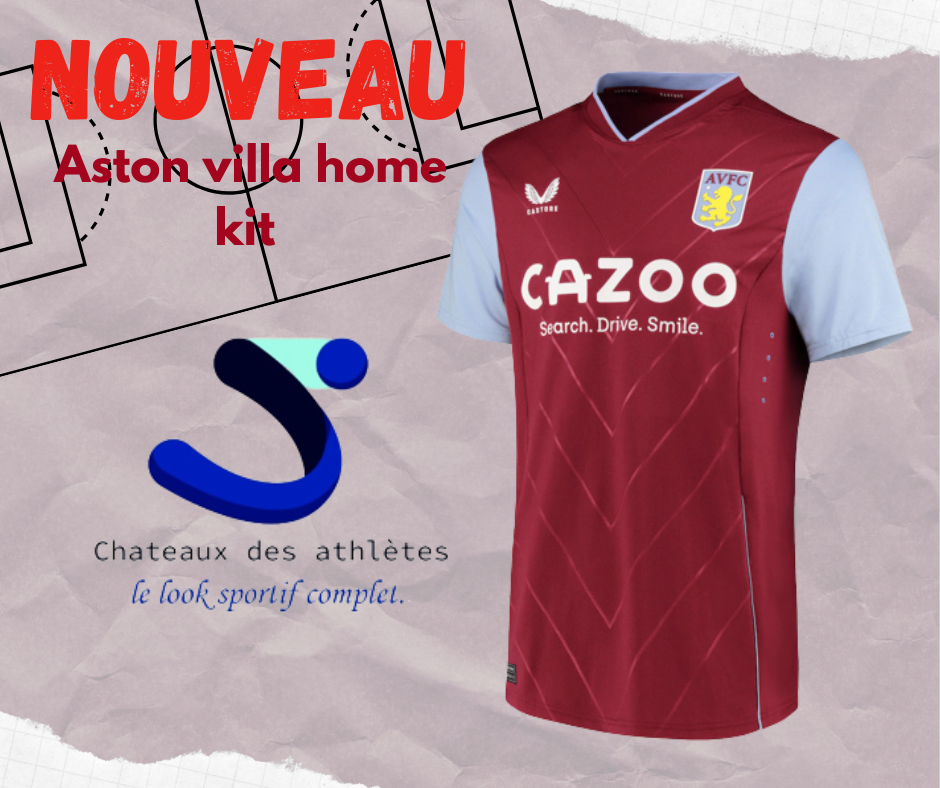 NOUVEAU
Aston villa home
kit
CASTORE
AVFC
CAZOO
Search. Drive. Smile.
Chateaux des athlètes
le look sportif complet.